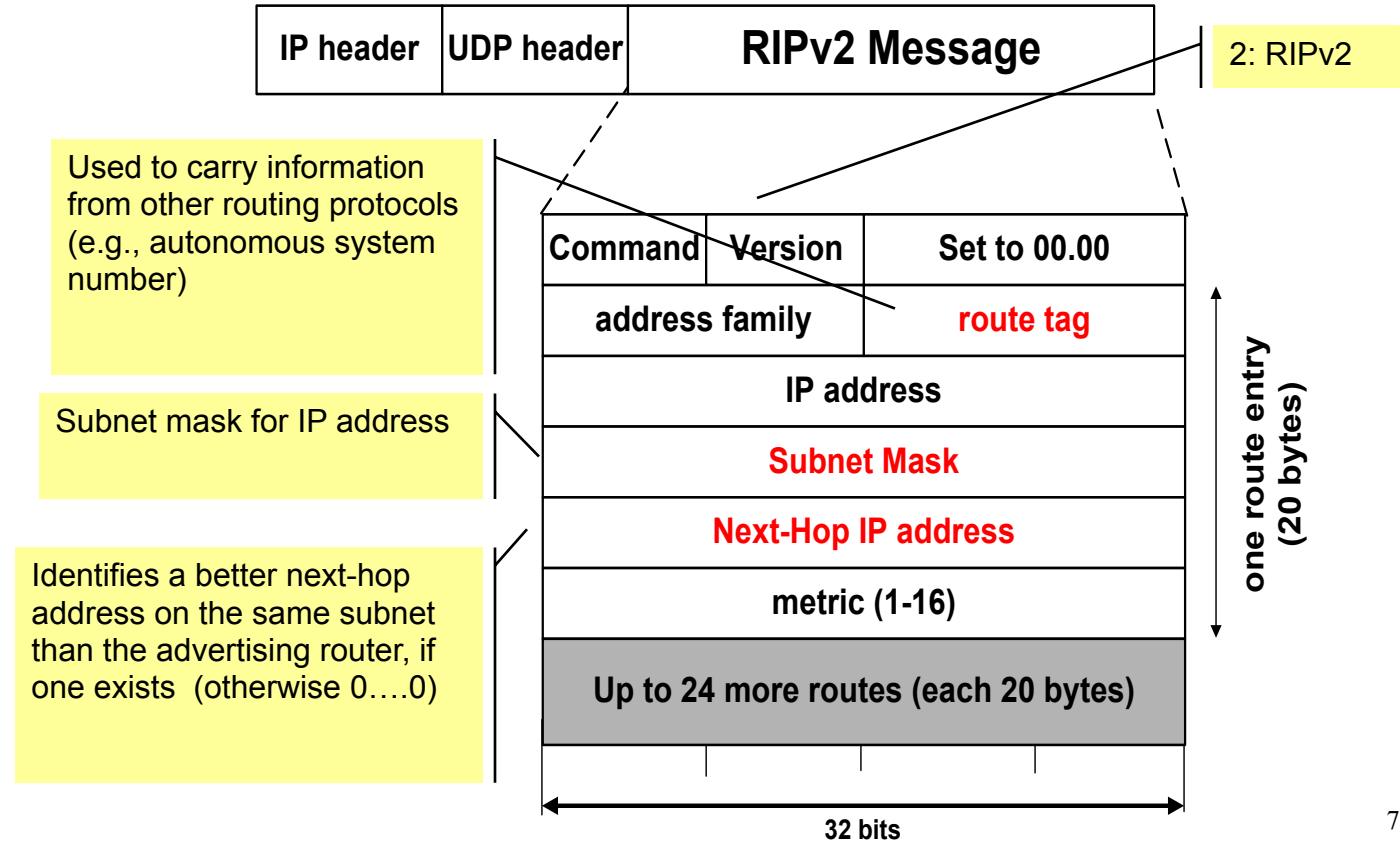 IP header
UDP header
RIPv2 Message
2: RIPv2
Used to carry information
from other routing protocols
(e.g., autonomous system
number)
Command
Version
Set to 00.00
address family
route tag
IP address
Subnet mask for IP address
Subnet Mask
Next-Hop IP address
Identifies a better next-hop
address on the same subnet
than the advertising router, if
one exists (otherwise 0….0)
metric (1-16)
one route entry
(20 bytes)
Up to 24 more routes (each 20 bytes)
32 bits
7